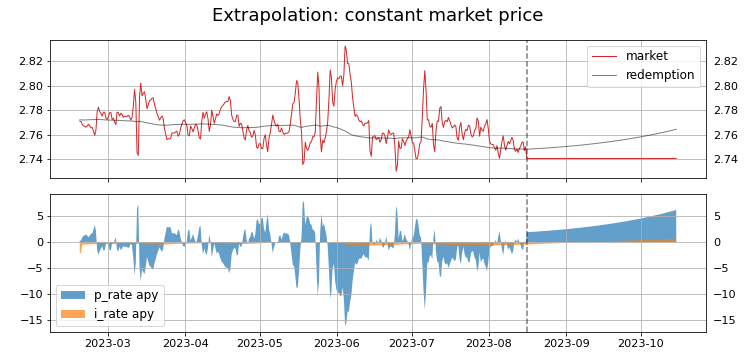 Extrapolation: constant market price
2.82 2.82
2.80 2.80
2.78 2.78
2.76 2.76
2.74 2.74
market
redemption
5 5
0 0
−5 −5
−10 −10
−15 −15
p_rate apy
i_rate apy
2023-03 2023-04 2023-05 2023-06 2023-07 2023-08 2023-09 2023-10